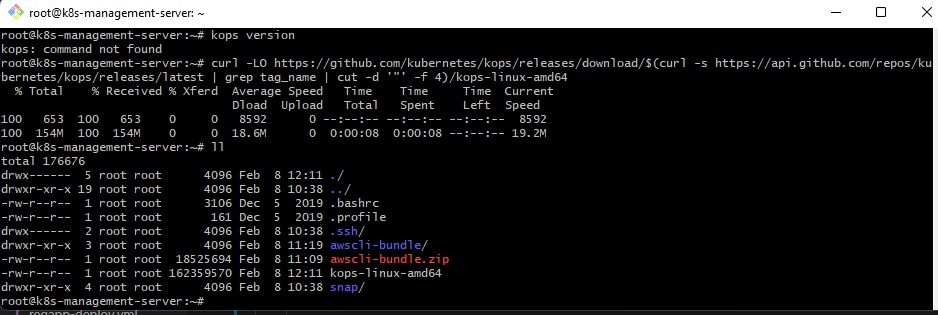 root@k8s-management-server: ~
root@k8s-management-server:~# kops version
kops: command not found
root@k8s-management-server:~# curl -LO https://github.com/kubernetes/kops/releases/download/$(curl -s https://api.github.com/repos/ku
bernetes/kops/releases/latest | grep tag_name | cut -d '"' -f 4)/kops-linux-amd64
  % Total    % Received % Xferd  Average Speed   Time    Time     Time  Current
                                 Dload  Upload   Total   Spent    Left  Speed
100   653  100   653    0     0   8592      0 --:--:-- --:--:-- --:--:--  8592
100  154M  100  154M    0     0  18.6M      0  0:00:08  0:00:08 --:--:-- 19.2M
root@k8s-management-server:~# ll
total 176676
drwx------  5 root root      4096 Feb  8 12:11 ./
drwxr-xr-x 19 root root      4096 Feb  8 10:38 ../
-rw-r--r--  1 root root      3106 Dec  5  2019 .bashrc
-rw-r--r--  1 root root       161 Dec  5  2019 .profile
drwx------  2 root root      4096 Feb  8 10:38 .ssh/
drwxr-xr-x  3 root root      4096 Feb  8 11:19 awscli-bundle/
-rw-r--r--  1 root root  18525694 Feb  8 11:09 awscli-bundle.zip
-rw-r--r--  1 root root 162359570 Feb  8 12:11 kops-linux-amd64
drwxr-xr-x  4 root root      4096 Feb  8 10:38 snap/
root@k8s-management-server:~#